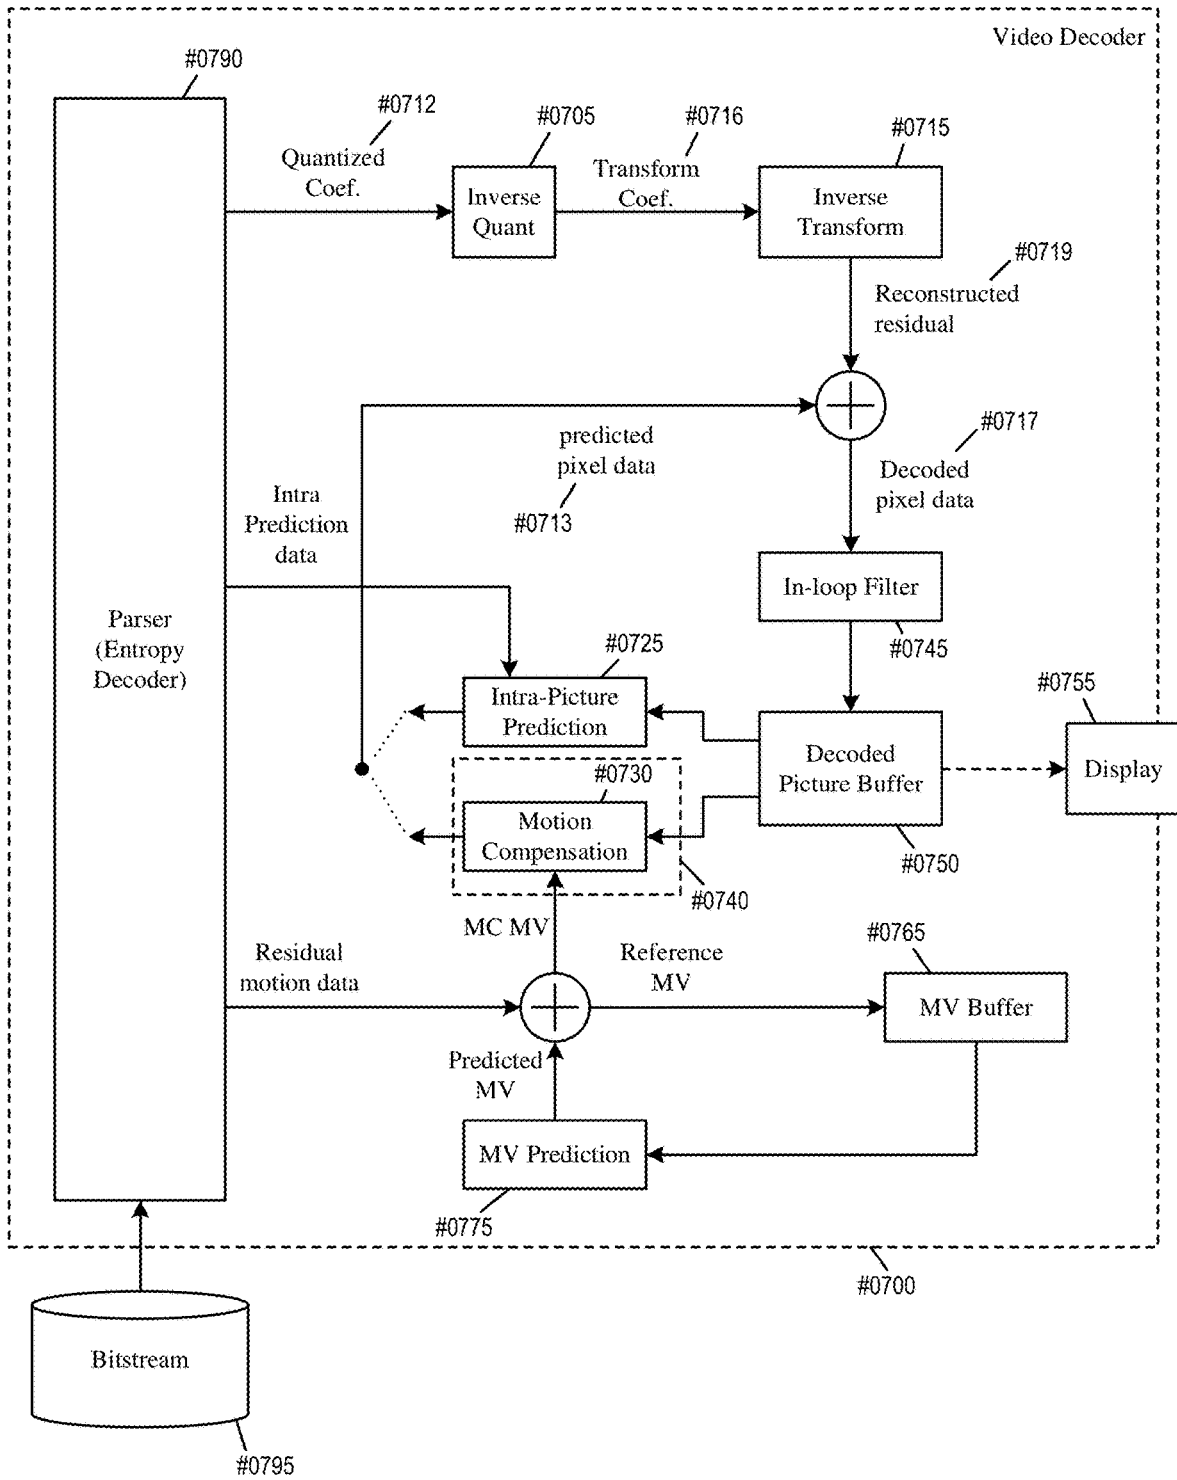 Video Decoder
#0790
#0712
#0705
#0716
#0715
Quantized
Coef.
Inverse
Quant
Transform
Coef.
Inverse
Transform
#0719
Reconstructed
residual
#0717
predicted
pixel data
#0713
Decoded
pixel data
Intra
Prediction
data
In-loop Filter
#0745
Parser
(Entropy
Decoder)
#0725
Intra-Picture
Prediction
#0755
Decoded
Picture Buffer
Display
#0730
Motion
Compensation
#0750
#0740
MC MV
#0765
Residual
motion data
Reference
MV
MV Buffer
Predicted
MV
MV Prediction
#0775
#0700
Bitstream
#0795